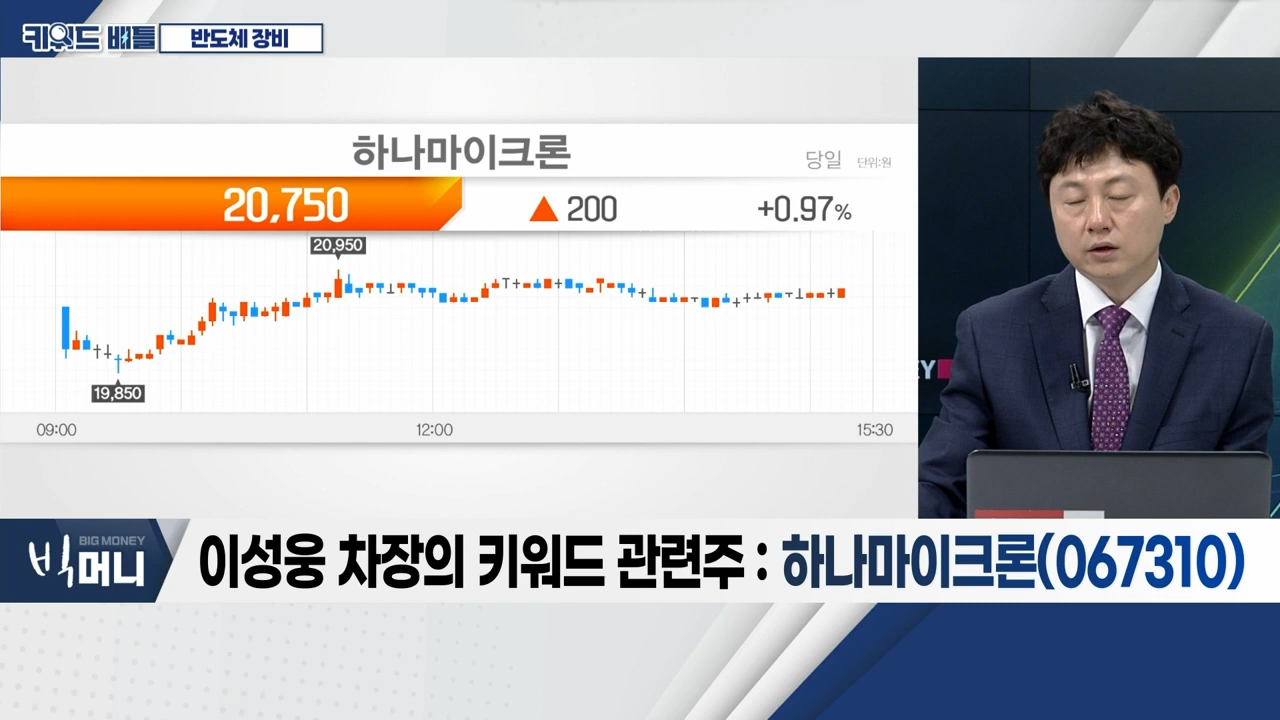 키워드 배틀
반도체 장비
하나마이크론
당일 단위:원
20,750 ▲ 200 +0.97%
20,950
19,850
09:00 12:00 15:30
EY
BIG MONEY
빅머니
이성웅 차장의 키워드 관련주 : 하나마이크론(067310)